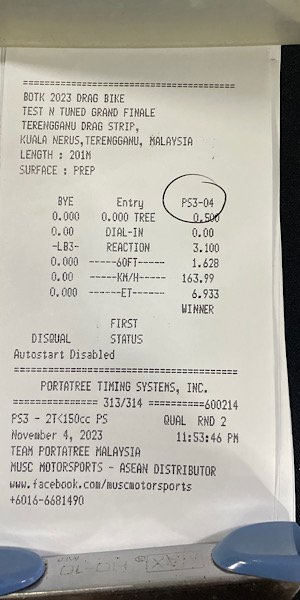 ==================================
BOTK 2023 DRAG BIKE
TEST N TUNED GRAND FINALE
TERENGGANU DRAG STRIP,
KUALA NERUS,TERENGGANU, MALAYSIA
LENGTH : 201M
SURFACE : PREP
BYE Entry PS3-04
0.000 0.000 TREE 0.500
0.00 DIAL-IN 0.00
-LB3- REACTION 3.100
0.000 ------60FT------ 1.628
0.00 ------KM/H------ 163.99
0.000 -------ET------- 6.933
WINNER
FIRST
DISQUAL STATUS
Autostart Disabled
==================================
PORTATREE TIMING SYSTEMS, INC.
=============== 313/314 ==========600214
PS3 - 2T<150cc PS QUAL RND 2
November 4, 2023 11:53:46 PM
TEAM PORTATREE MALAYSIA
MUSC MOTORSPORTS - ASEAN DISTRIBUTOR
www.facebook.com/muscmotorsports
+6016-6681490